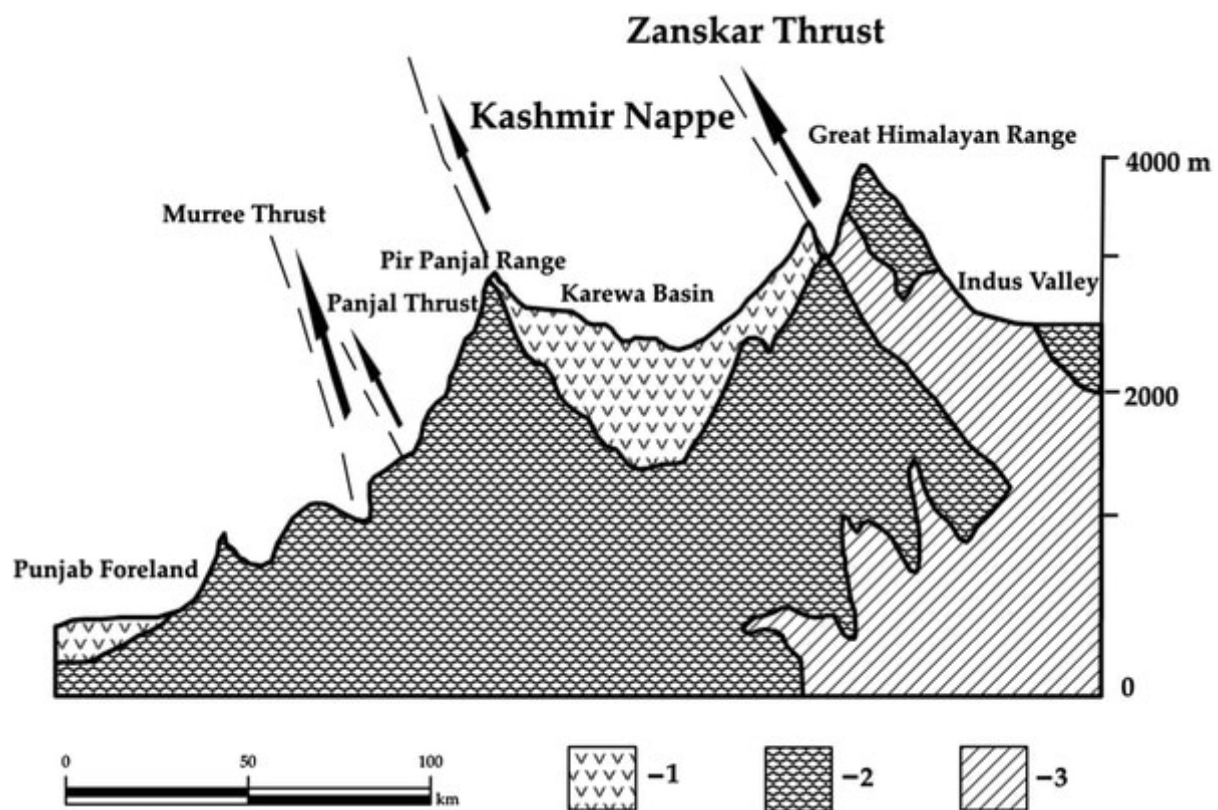 Zanskar Thrust
Kashmir Nappe
Great Himalayan Range
4000 m
Murree Thrust
Pir Panjal Range
Panjal Thrust
Karewa Basin
Indus Valley
2000
Punjab Foreland
0
0 50 100
km
–1 –2 –3